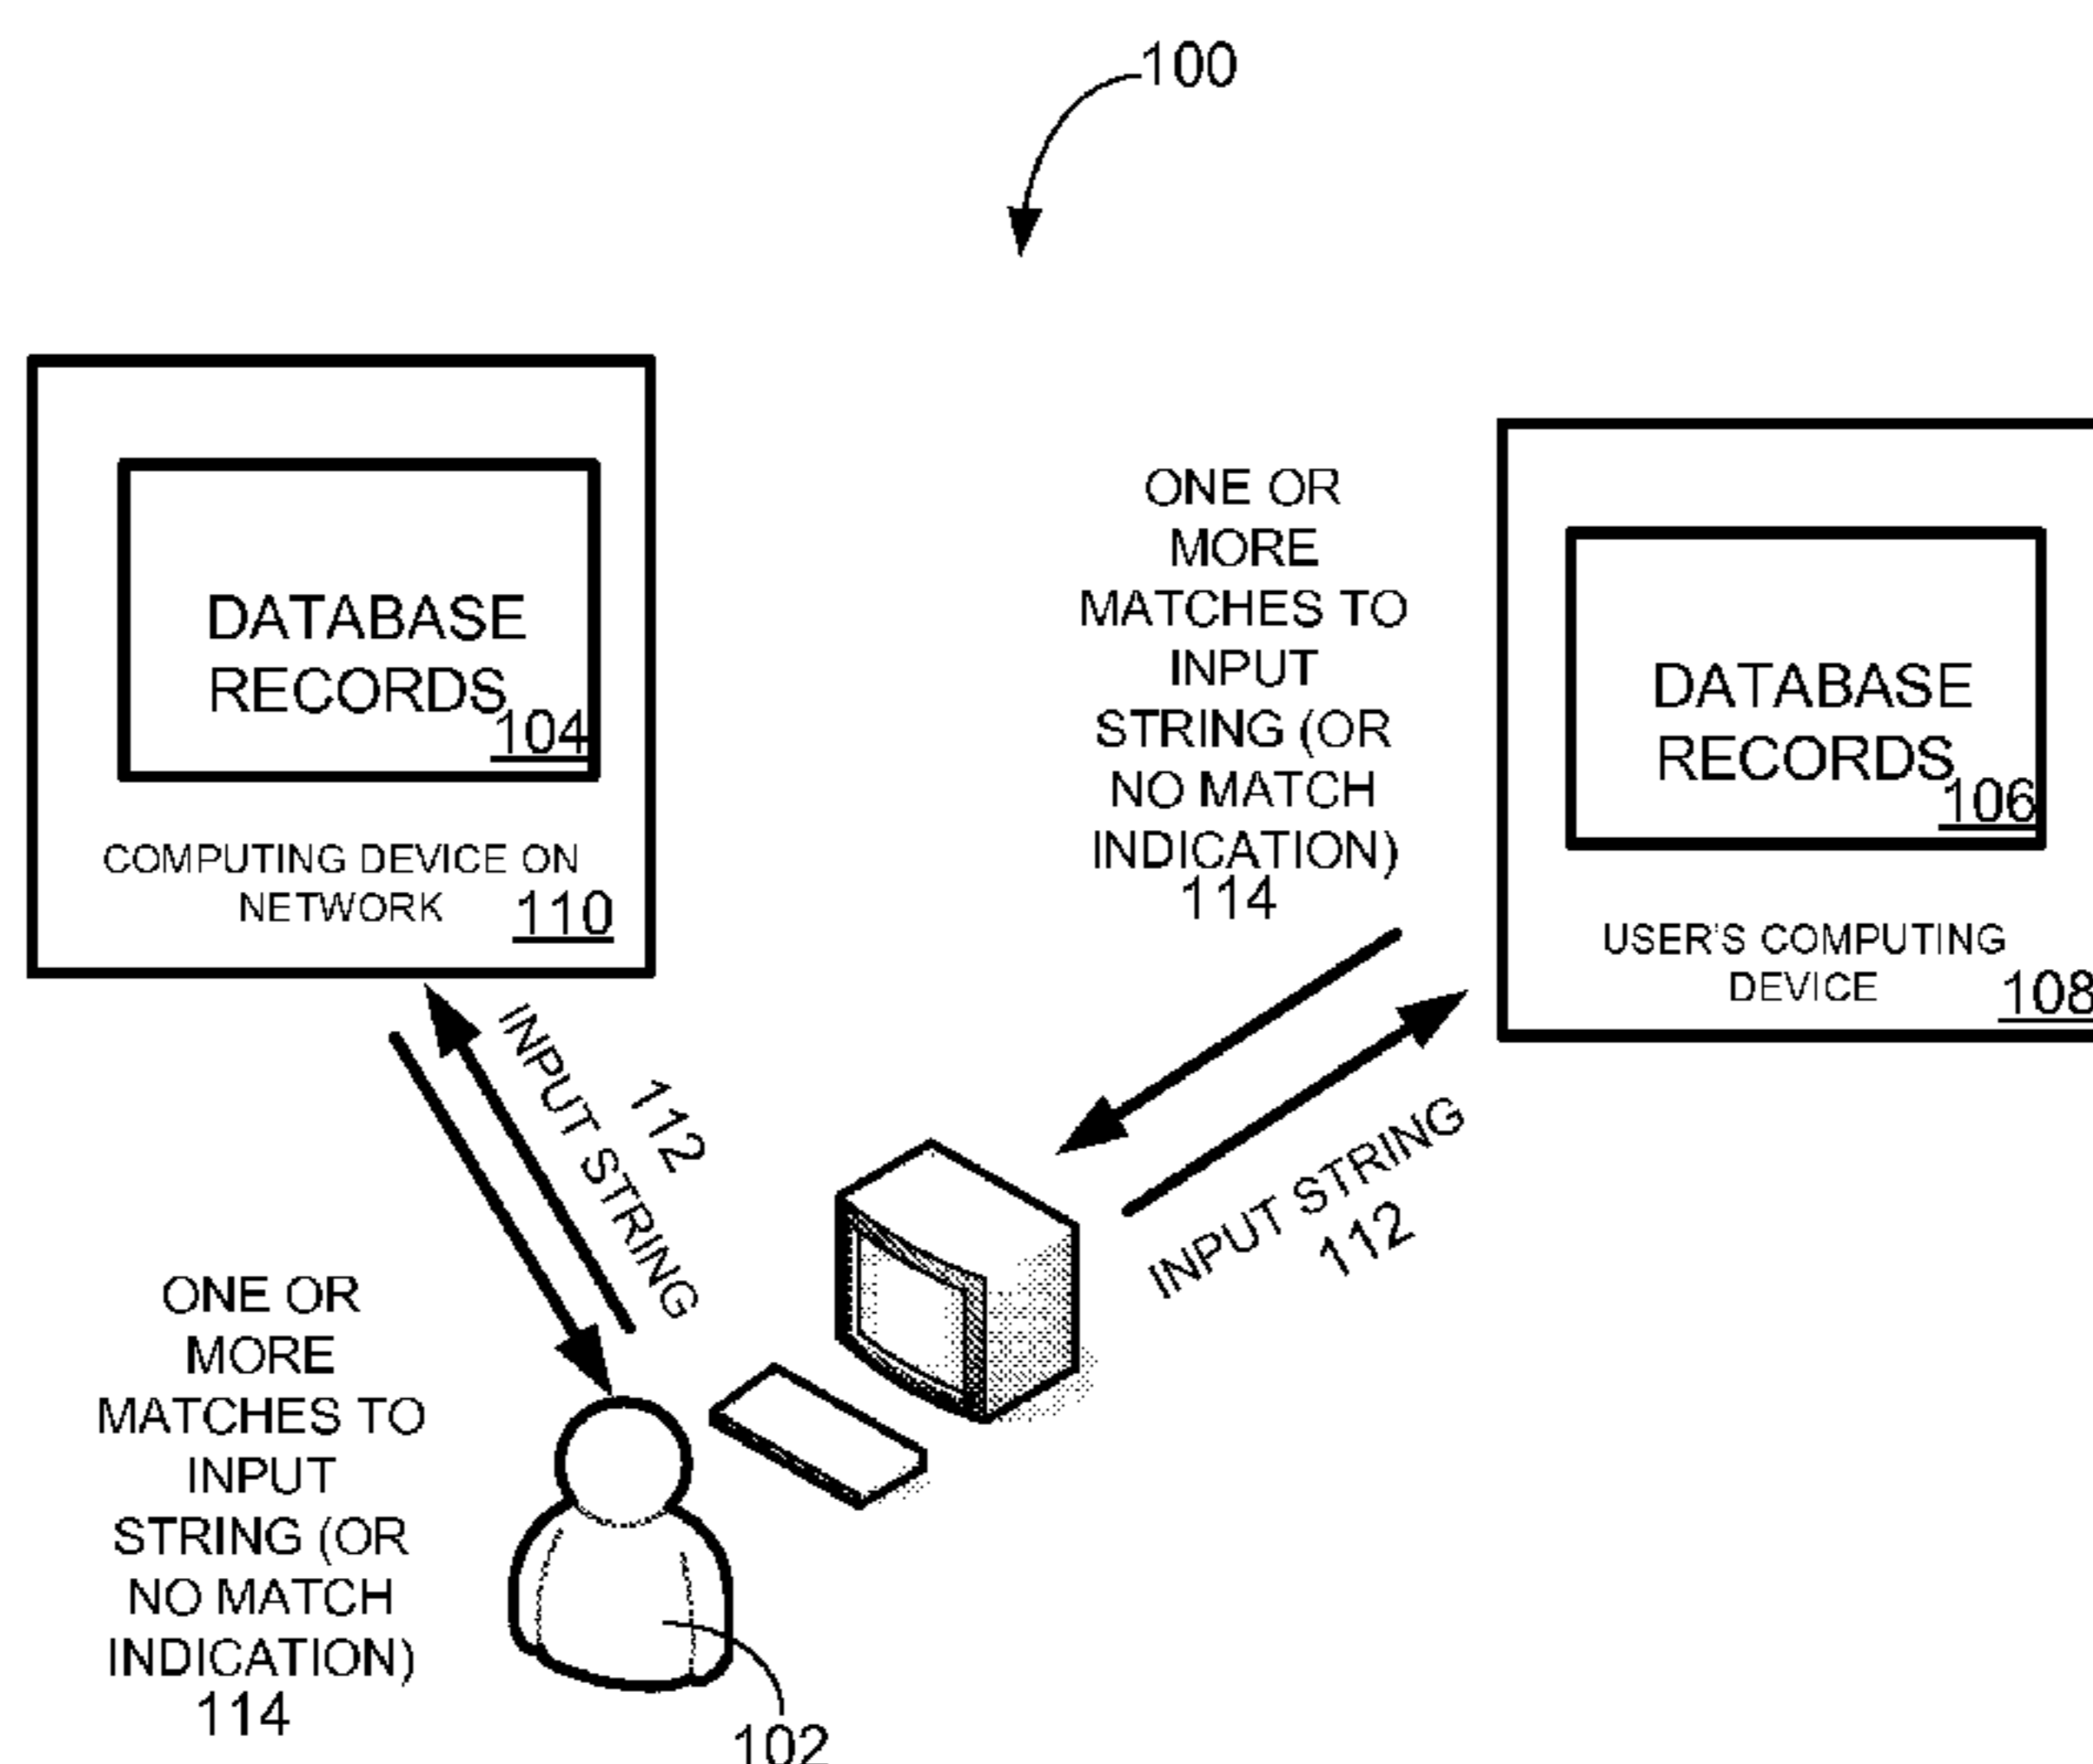 100
DATABASE
RECORDS
104
COMPUTING DEVICE ON
NETWORK
110
ONE OR
MORE
MATCHES TO
INPUT
STRING (OR
NO MATCH
INDICATION)
114
DATABASE
RECORDS
106
USER'S COMPUTING
DEVICE
108
112
INPUT STRING
INPUT STRING
112
ONE OR
MORE
MATCHES TO
INPUT
STRING (OR
NO MATCH
INDICATION)
114
102